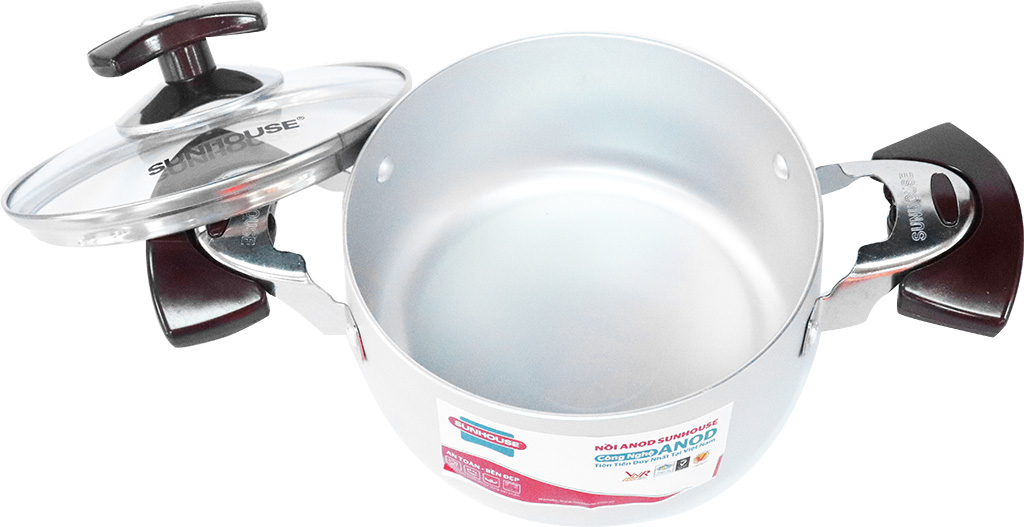 SUNHOUSE®
SUNHOUSE
SUNHOUSE
NỒI ANOD SUNHOUSE
Công Nghệ ANOD
Tiên Tiến Duy Nhất Tại Việt Nam
AN TOÀN - BỀN ĐẸP